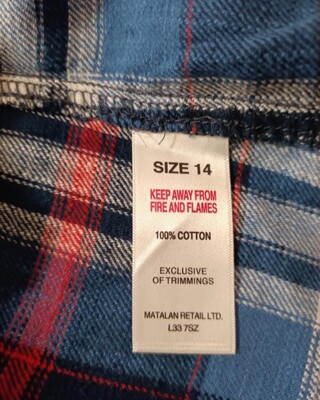 SIZE 14
KEEP AWAY FROM
FIRE AND FLAMES
100% COTTON
EXCLUSIVE
OF TRIMMINGS
MATALAN RETAIL LTD.
L33 7SZ